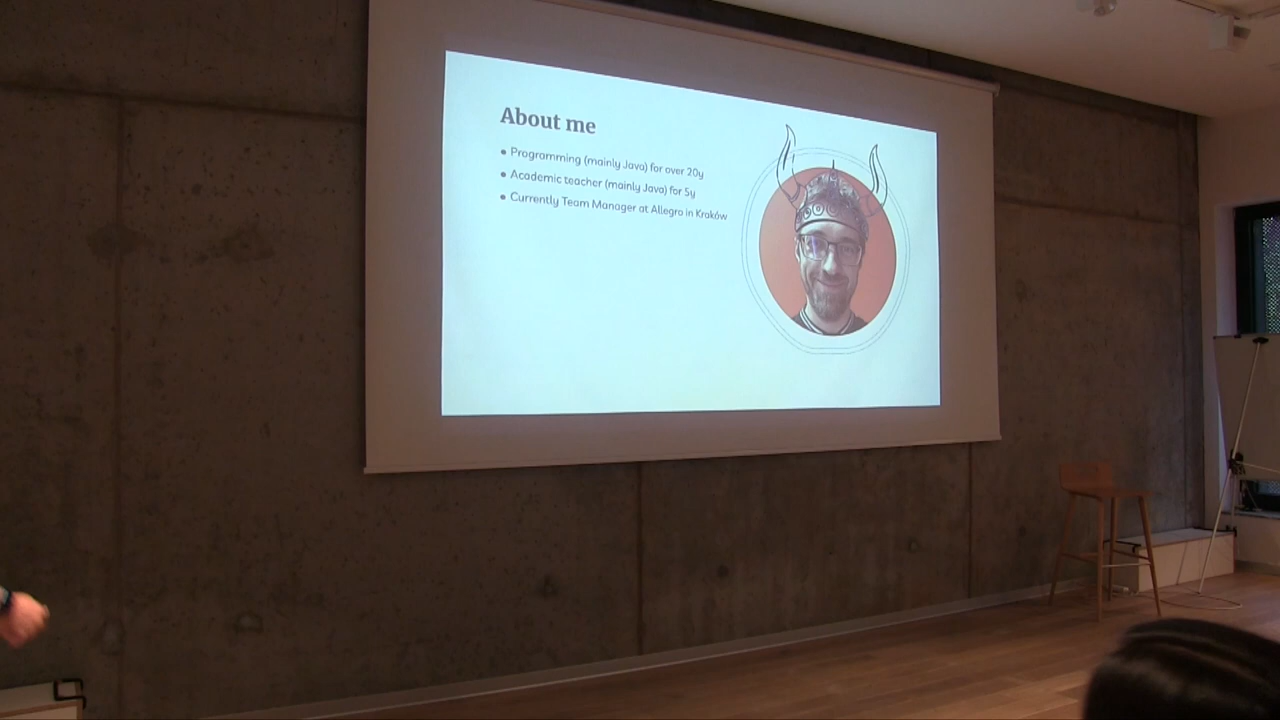 About me
• Programming (mainly Java) for over 20y
• Academic teacher (mainly Java) for 5y
• Currently Team Manager at Allegro in Kraków